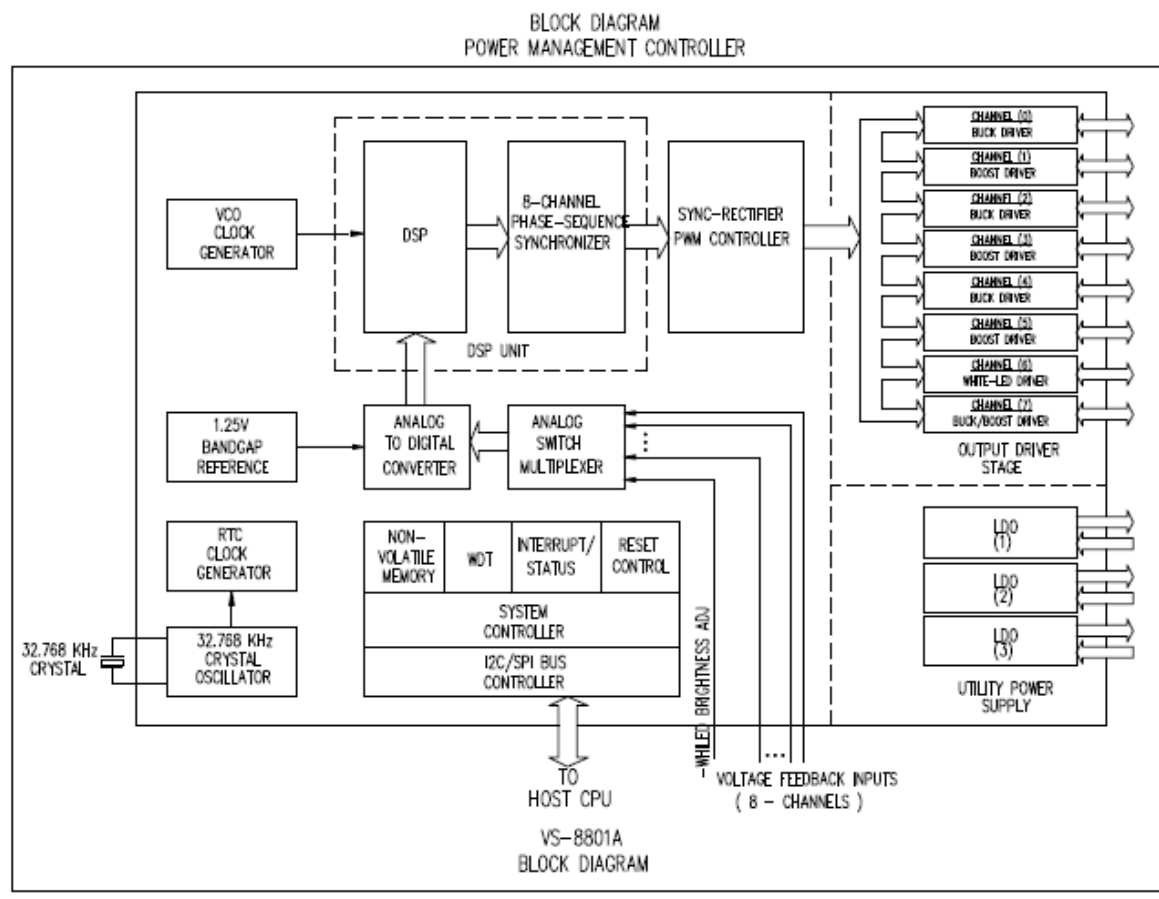 BLOCK DIAGRAM
POWER MANAGEMENT CONTROLLER
VCO
CLOCK
GENERATOR
DSP
8-CHANNEL
PHASE-SEQUENCE
SYNCHRONIZER
DSP UNIT
SYNC-RECTIFIER
PWM CONTROLLER
CHANNEL (0)
BUCK DRIVER
CHANNEL (1)
BOOST DRIVER
CHANNEL (2)
BUCK DRIVER
CHANNEL (3)
BOOST DRIVER
CHANNEL (4)
BUCK DRIVER
CHANNEL (5)
BOOST DRIVER
CHANNEL (6)
WHITE-LED DRIVER
CHANNEL (7)
BUCK/BOOST DRIVER
OUTPUT DRIVER
STAGE
1.25V
BANDGAP
REFERENCE
ANALOG
TO DIGITAL
CONVERTER
ANALOG
SWITCH
MULTIPLEXER
RTC
CLOCK
GENERATOR
32.768 KHz
CRYSTAL
32.768 KHz
CRYSTAL
OSCILLATOR
NON-
VOLATILE
MEMORY
WDT
INTERRUPT/
STATUS
RESET
CONTROL
SYSTEM
CONTROLLER
I2C/SPI BUS
CONTROLLER
LDO
(1)
LDO
(2)
LDO
(3)
UTILITY POWER
SUPPLY
-WHILED BRIGHTNESS ADJ
VOLTAGE FEEDBACK INPUTS
( 8 - CHANNELS )
TO
HOST CPU
VS-8801A
BLOCK DIAGRAM